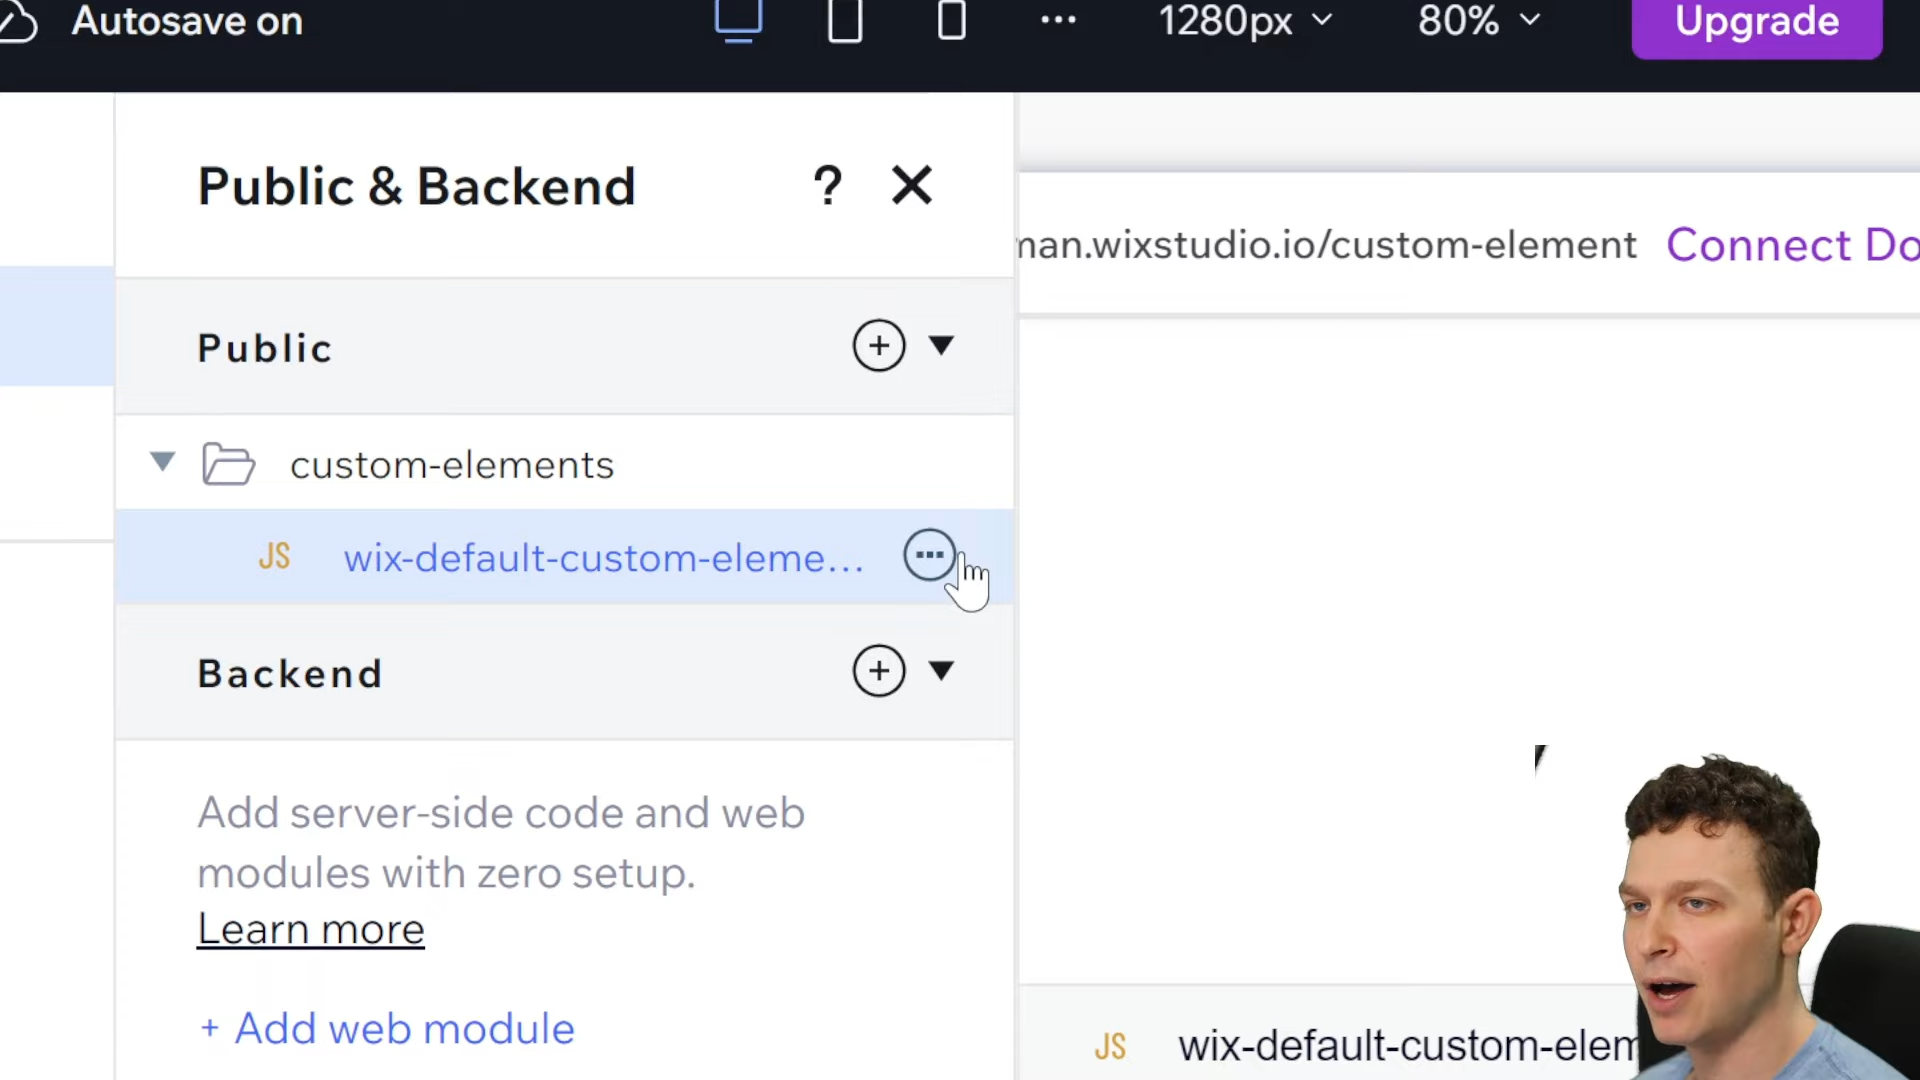 Autosave on
1280px
80%
Upgrade
Public & Backend
?
man.wixstudio.io/custom-element
Connect Do
Public
custom-elements
JS wix-default-custom-eleme...
Backend
Add server-side code and web
modules with zero setup.
Learn more
+ Add web module
JS wix-default-custom-elem